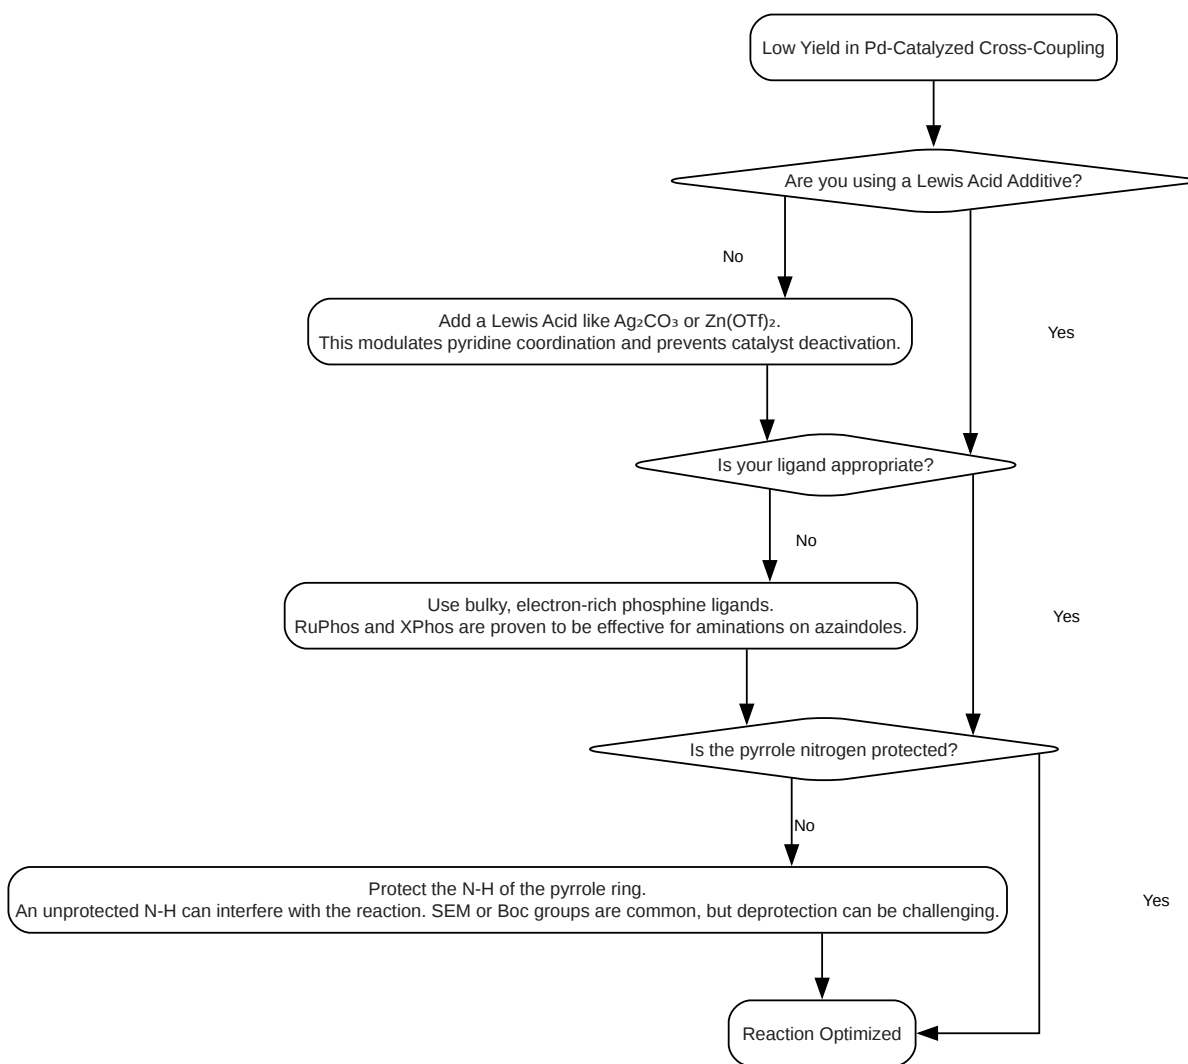 Low Yield in Pd-Catalyzed Cross-Coupling
Are you using a Lewis Acid Additive?
No
Add a Lewis Acid like Ag₂CO₃ or Zn(OTf)₂.
Yes
This modulates pyridine coordination and prevents catalyst deactivation.
Is your ligand appropriate?
No
Use bulky, electron-rich phosphine ligands.
Yes
RuPhos and XPhos are proven to be effective for aminations on azaindoles.
Is the pyrrole nitrogen protected?
No
Protect the N-H of the pyrrole ring.
Yes
An unprotected N-H can interfere with the reaction. SEM or Boc groups are common, but deprotection can be challenging.
Reaction Optimized